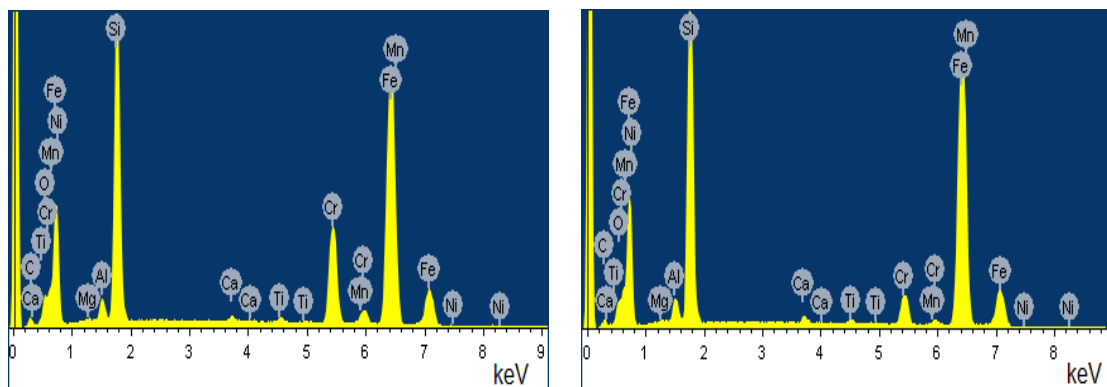 Si
Mn
Fe
Fe
Ni
Mn
O
Cr
Cr
Cr
Ti
Al
C
Ca
Mg
Ca
Ca
Ti
Ti
Mn
Fe
Ni
Ni
0 1 2 3 4 5 6 7 8 9
keV
Si
Mn
Fe
Fe
Ni
Mn
Cr
O
C
Ti
Ca
Mg
Al
Ca
Ca
Ti
Ti
Cr
Cr
Mn
Fe
Ni
Ni
0 1 2 3 4 5 6 7 8
keV